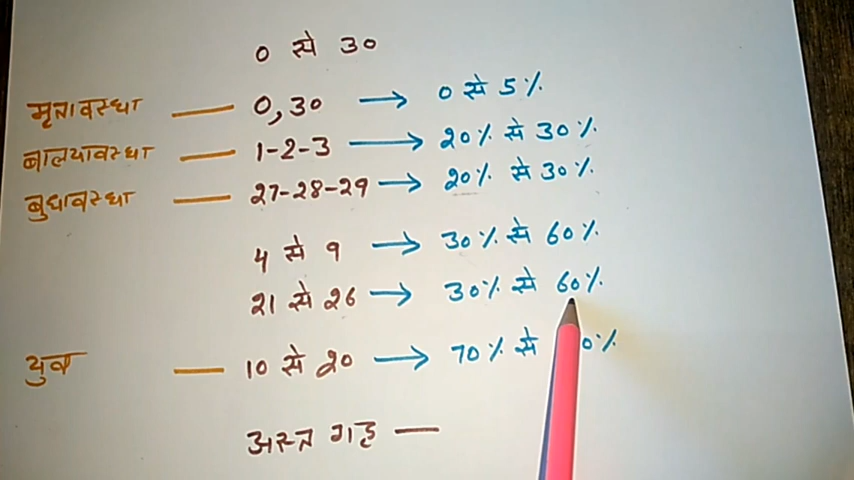 0 से 30
मृतावस्था — 0, 30 → 0 से 5%
बाल्यावस्था — 1-2-3 → 20% से 30%
बुधावस्था — 27-28-29 → 20% से 30%
4 से 9 → 30% से 60%
21 से 26 → 30% से 60%
युवा — 10 से 20 → 70% से
अस्त ग्रह —